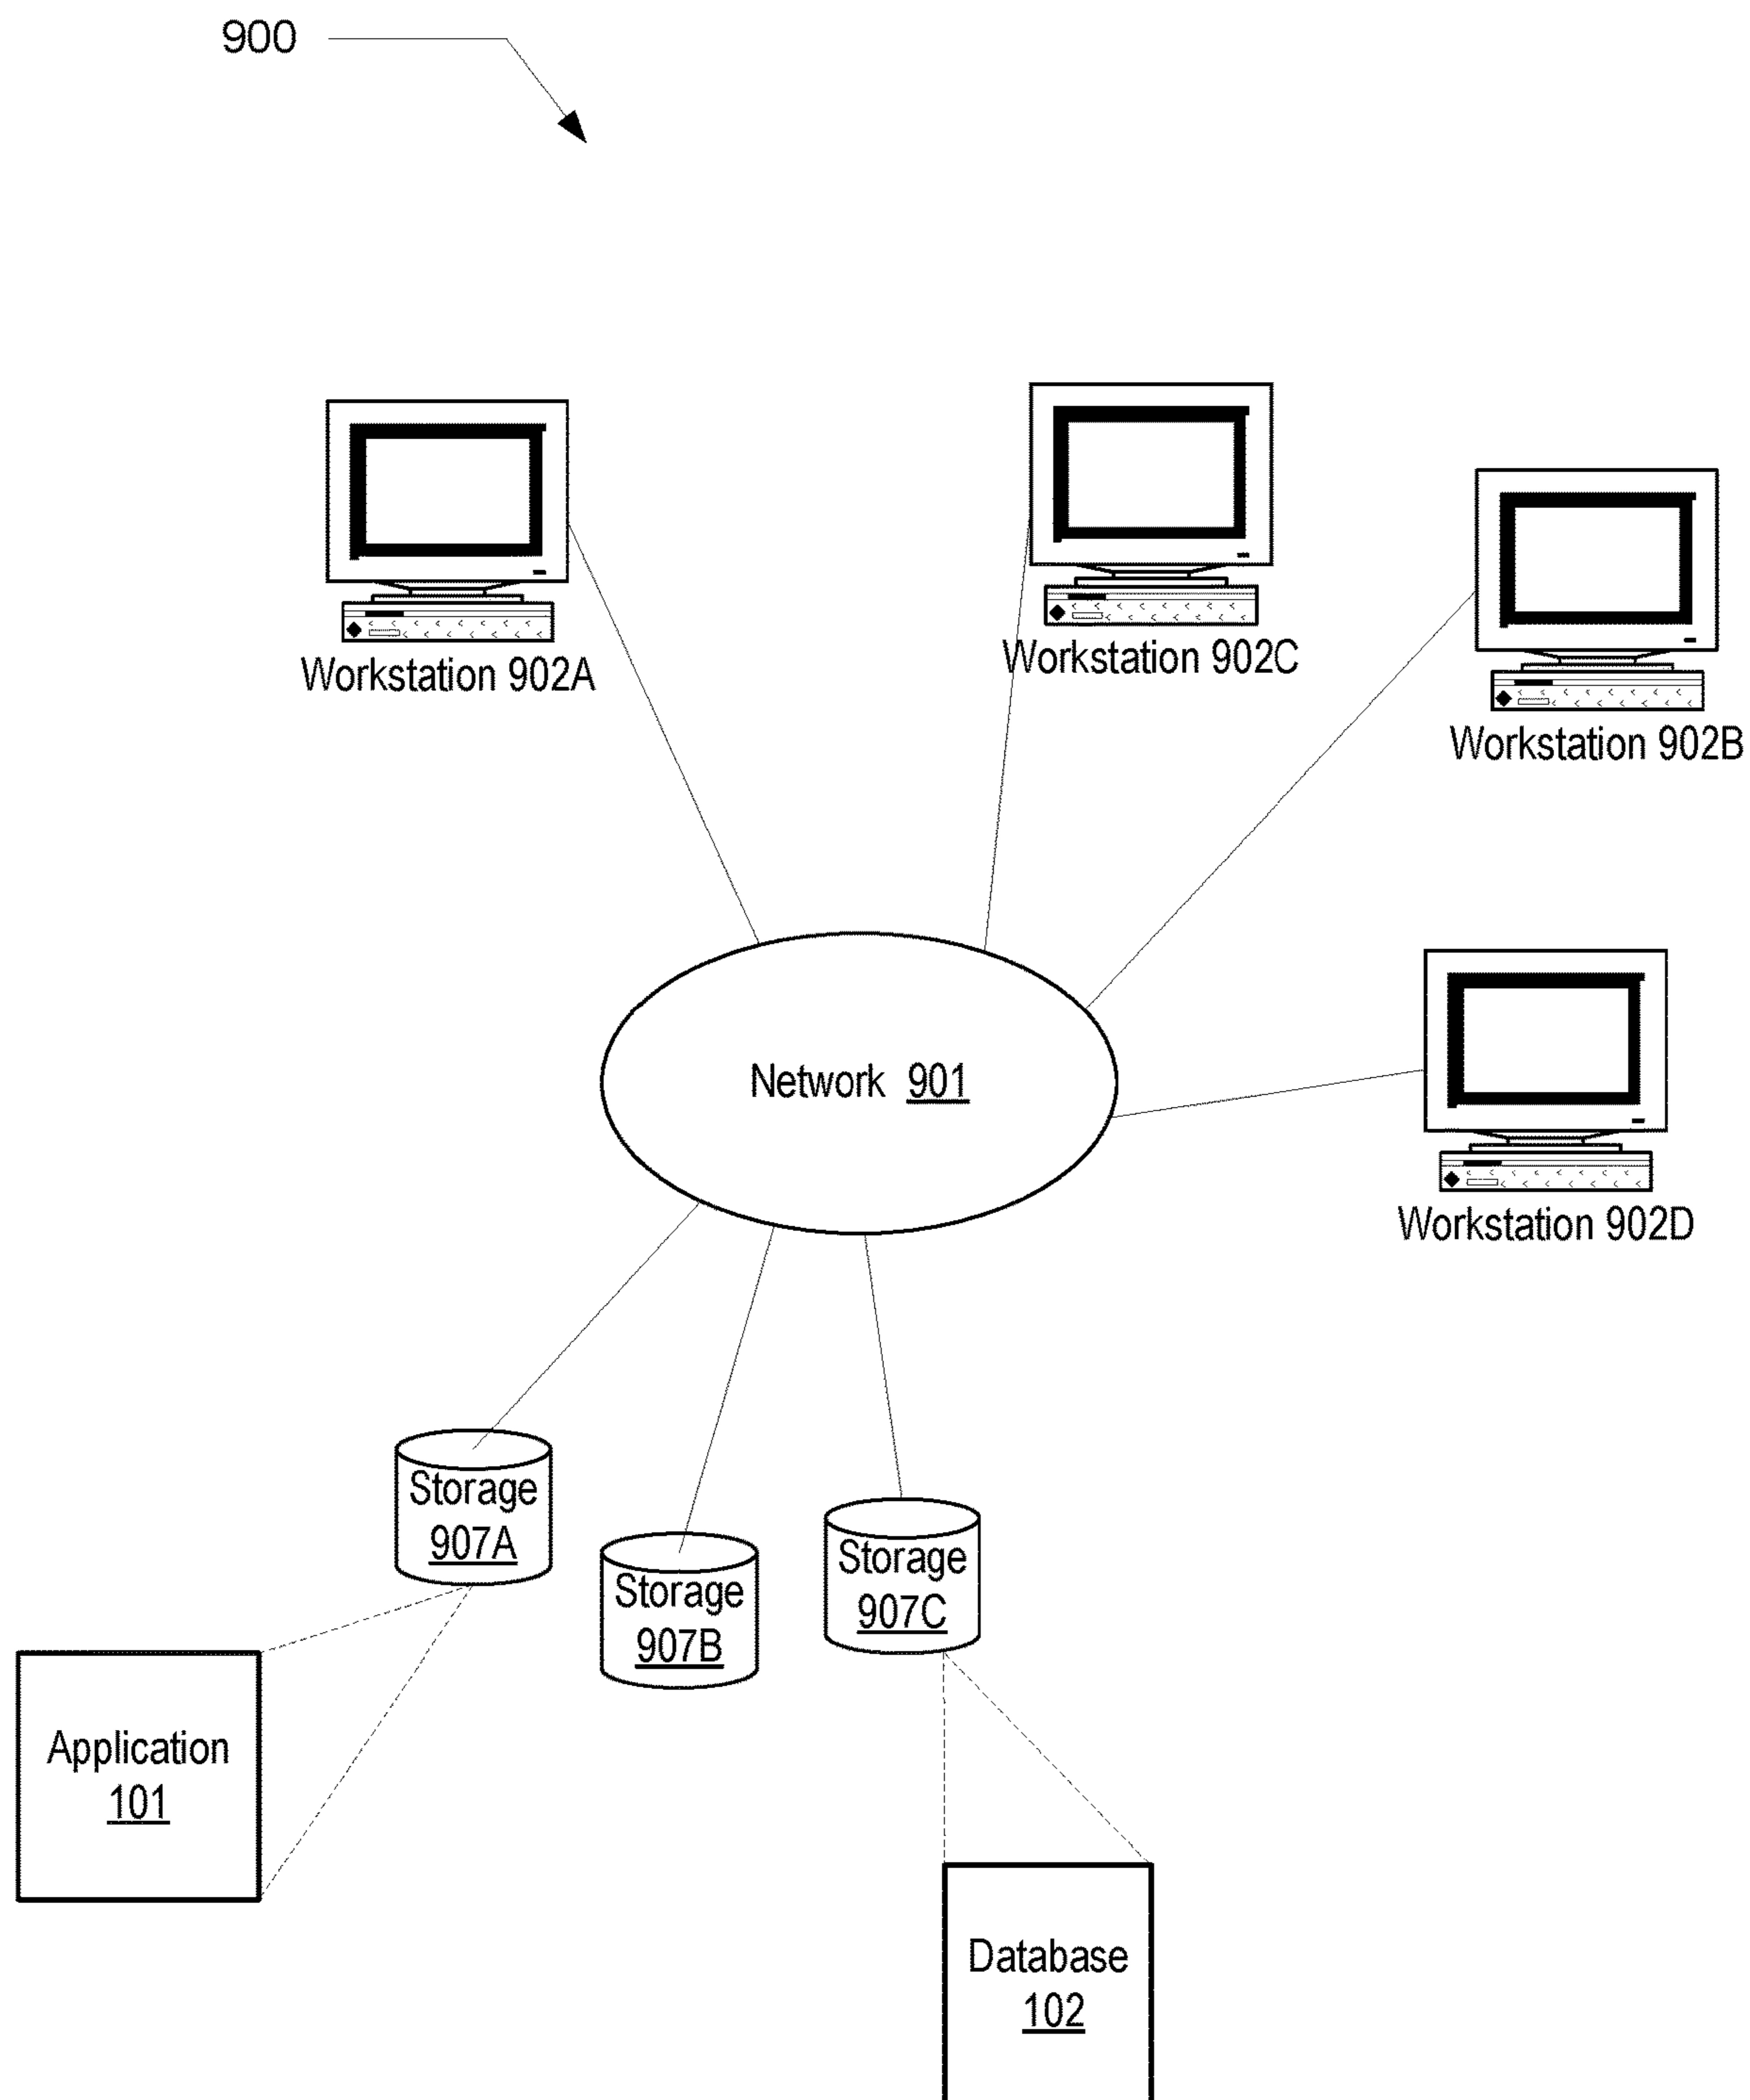 900
Workstation 902A
Workstation 902C
Workstation 902B
Network 901
Workstation 902D
Storage
907A
Storage
907B
Storage
907C
Application
101
Database
102